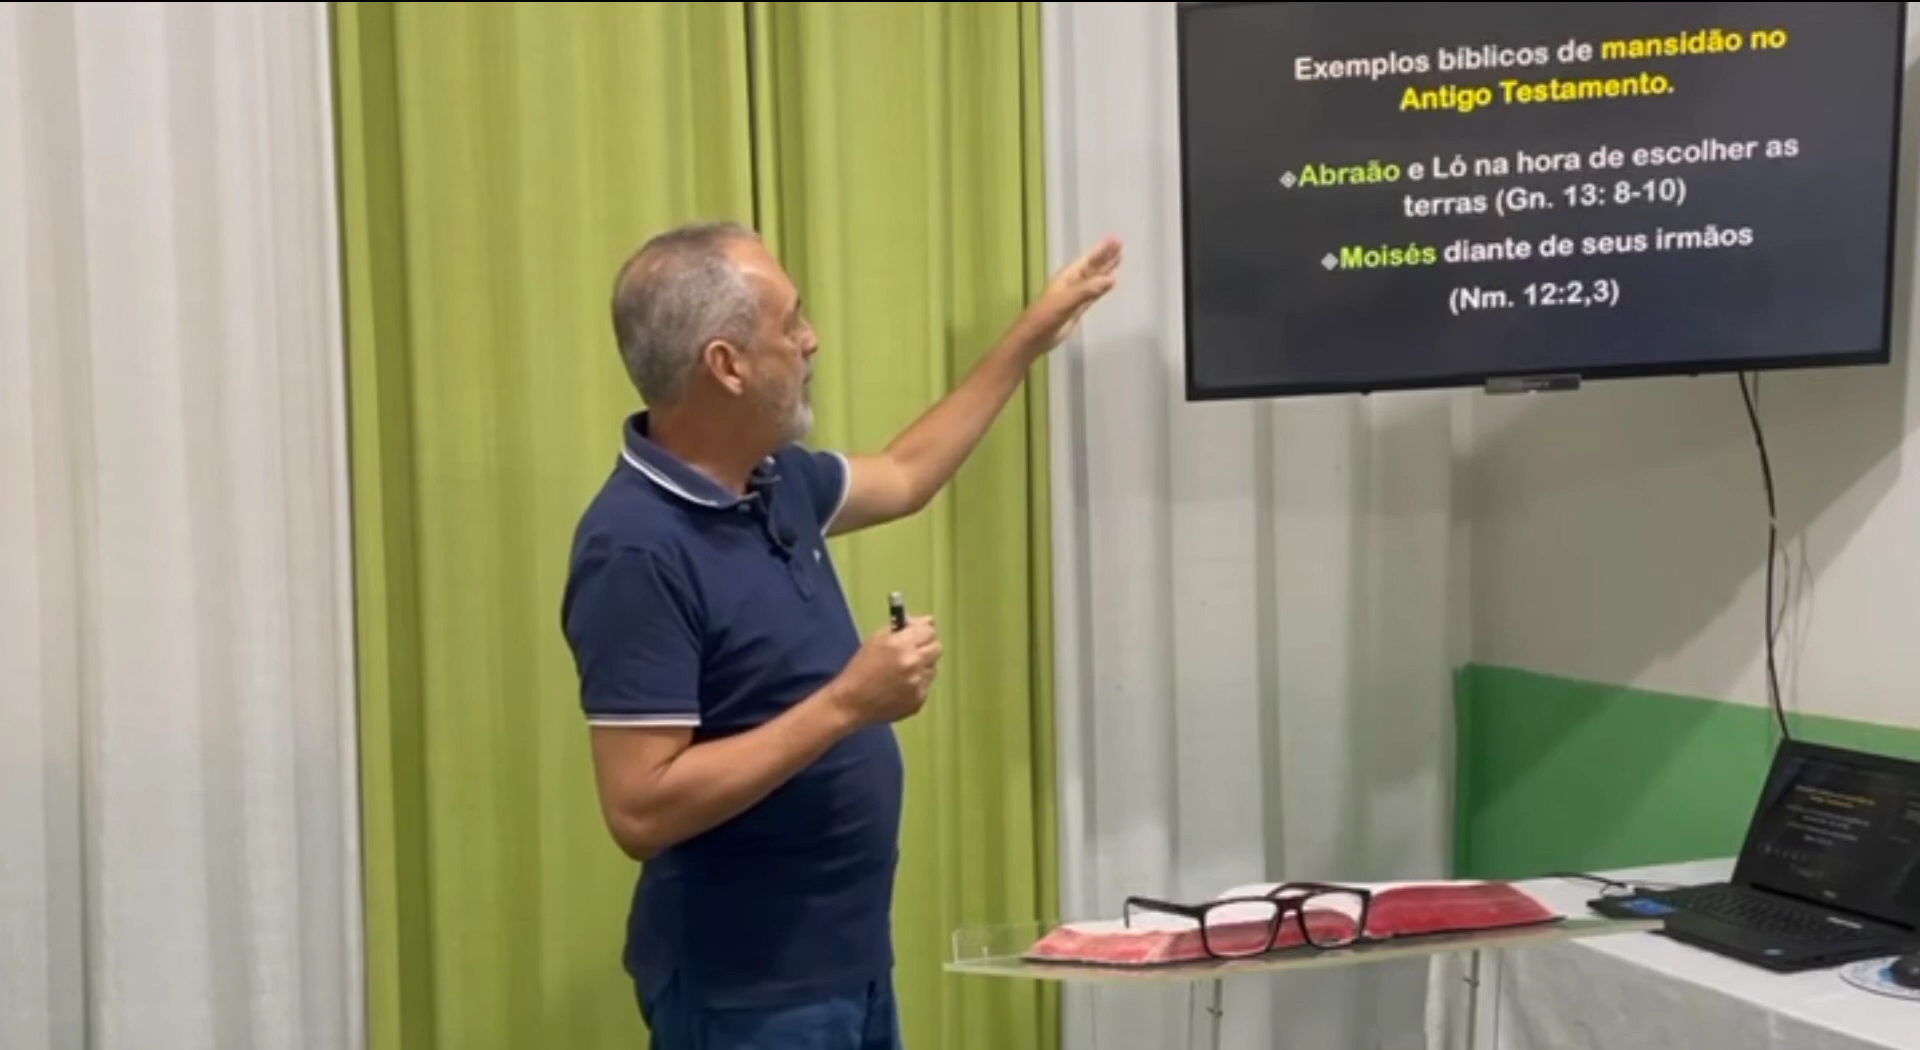 Exemplos bíblicos de mansidão no
Antigo Testamento.
❖Abraão e Ló na hora de escolher as
terras (Gn. 13: 8-10)
❖Moisés diante de seus irmãos
(Nm. 12:2,3)